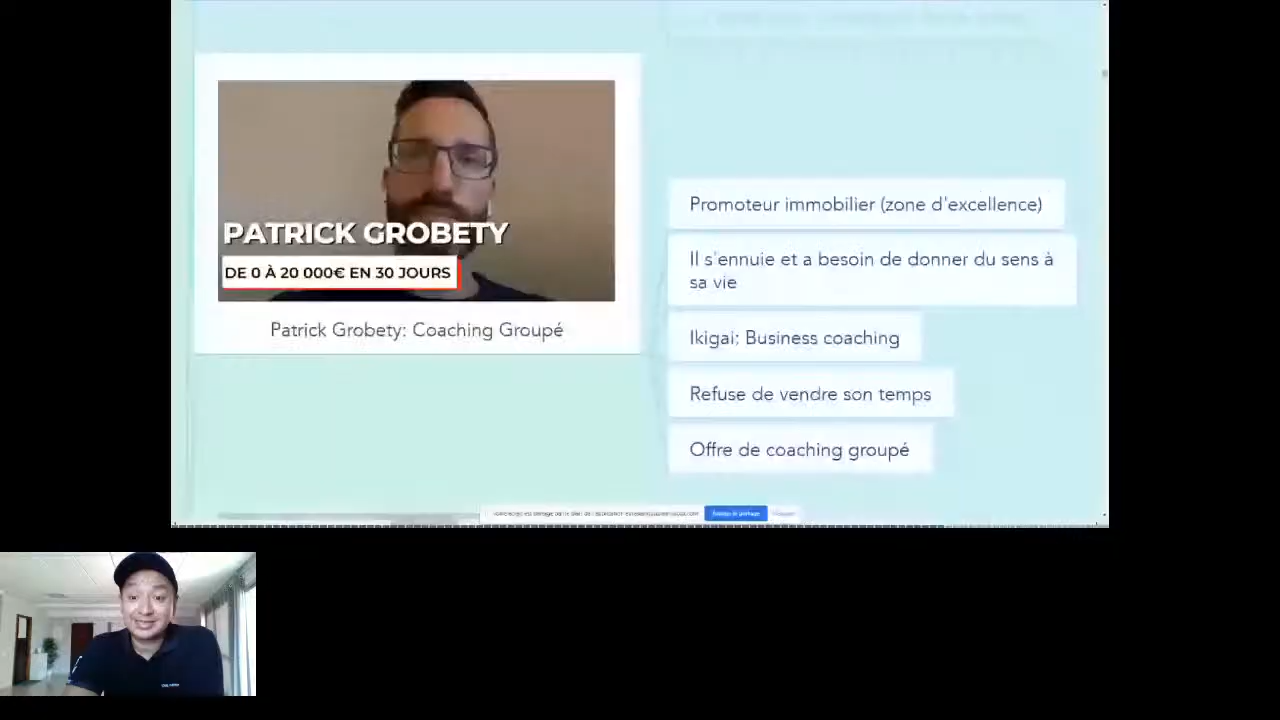 PATRICK GROBETY
DE 0 À 20 000€ EN 30 JOURS
Patrick Grobety: Coaching Groupé
Promoteur immobilier (zone d'excellence)
Il s'ennuie et a besoin de donner du sens à
sa vie
Ikigai: Business coaching
Refuse de vendre son temps
Offre de coaching groupé